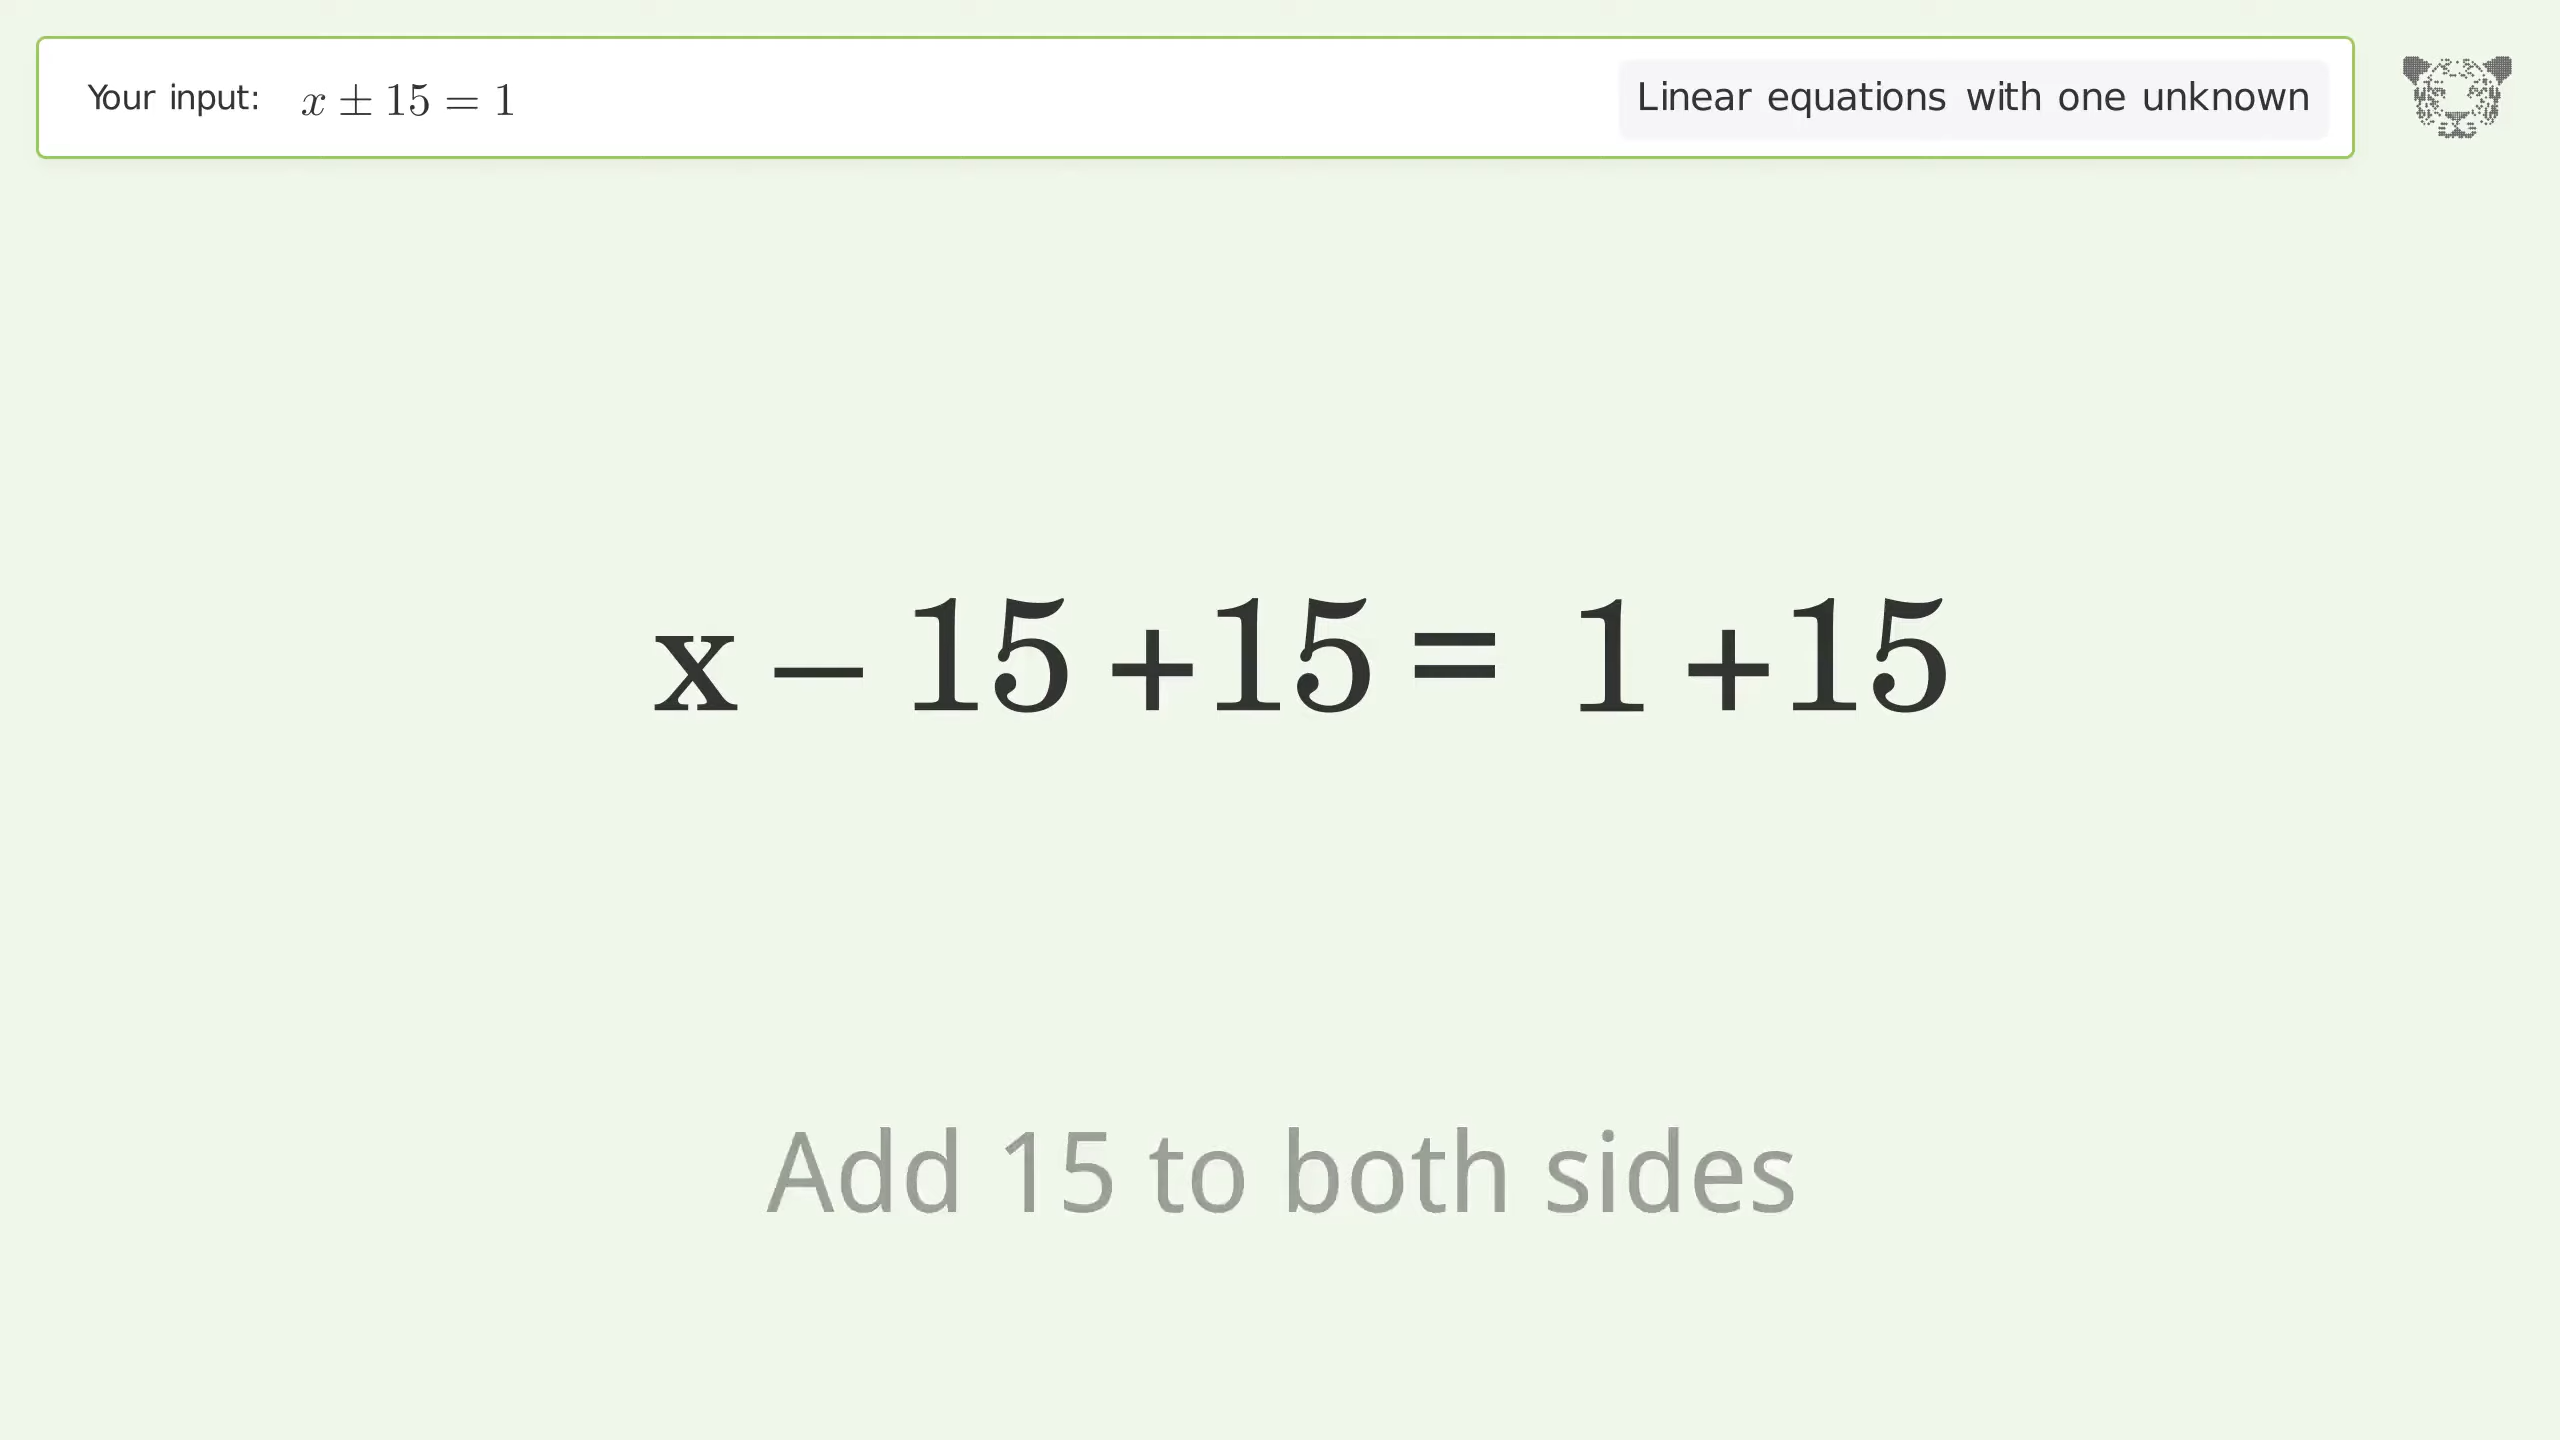 Your input: x ± 15 = 1
Linear equations with one unknown
x – 15 +15 = 1 +15
Add 15 to both sides